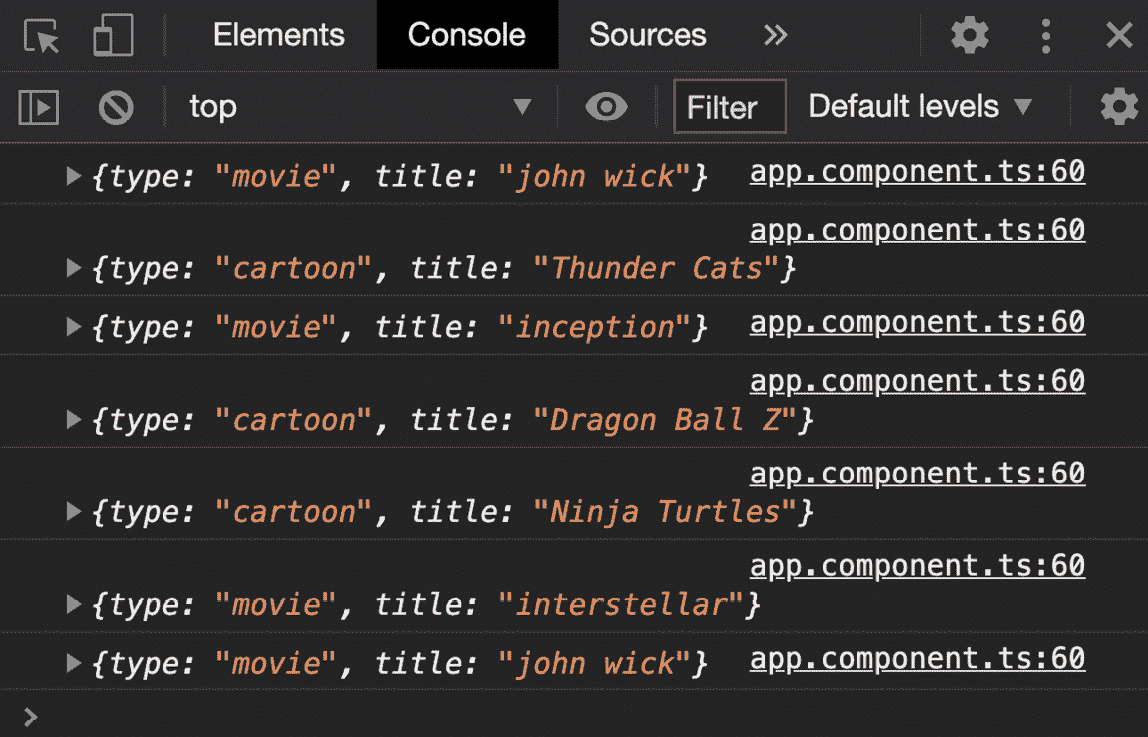 Elements Console Sources
top Filter Default levels
{type: "movie", title: "john wick"} app.component.ts:60
app.component.ts:60
{type: "cartoon", title: "Thunder Cats"}
{type: "movie", title: "inception"} app.component.ts:60
app.component.ts:60
{type: "cartoon", title: "Dragon Ball Z"}
app.component.ts:60
{type: "cartoon", title: "Ninja Turtles"}
app.component.ts:60
{type: "movie", title: "interstellar"}
{type: "movie", title: "john wick"} app.component.ts:60